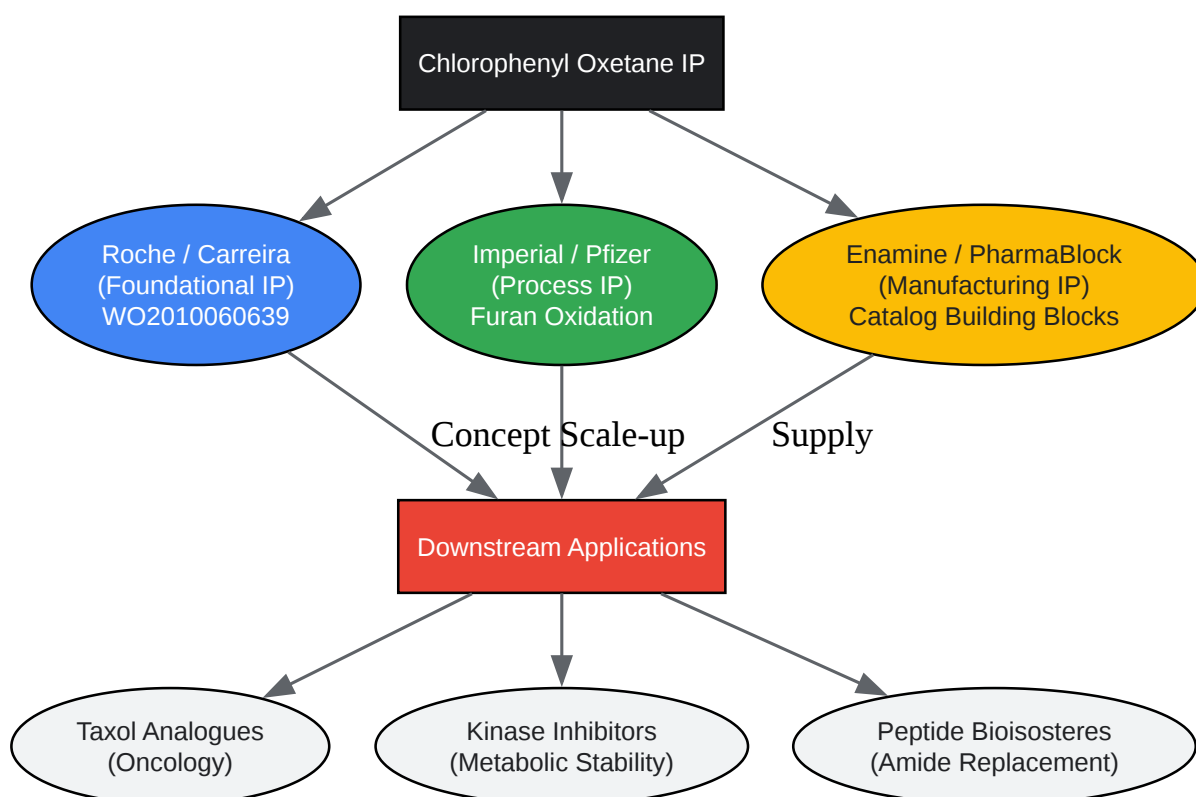 Chlorophenyl Oxetane IP
Roche / Carreira
(Foundational IP)
WO2010060639
Imperial / Pfizer
(Process IP)
Furan Oxidation
Enamine / PharmaBlock
(Manufacturing IP)
Catalog Building Blocks
Concept
Scale-up
Supply
Downstream Applications
Taxol Analogues
(Oncology)
Kinase Inhibitors
(Metabolic Stability)
Peptide Bioisosteres
(Amide Replacement)